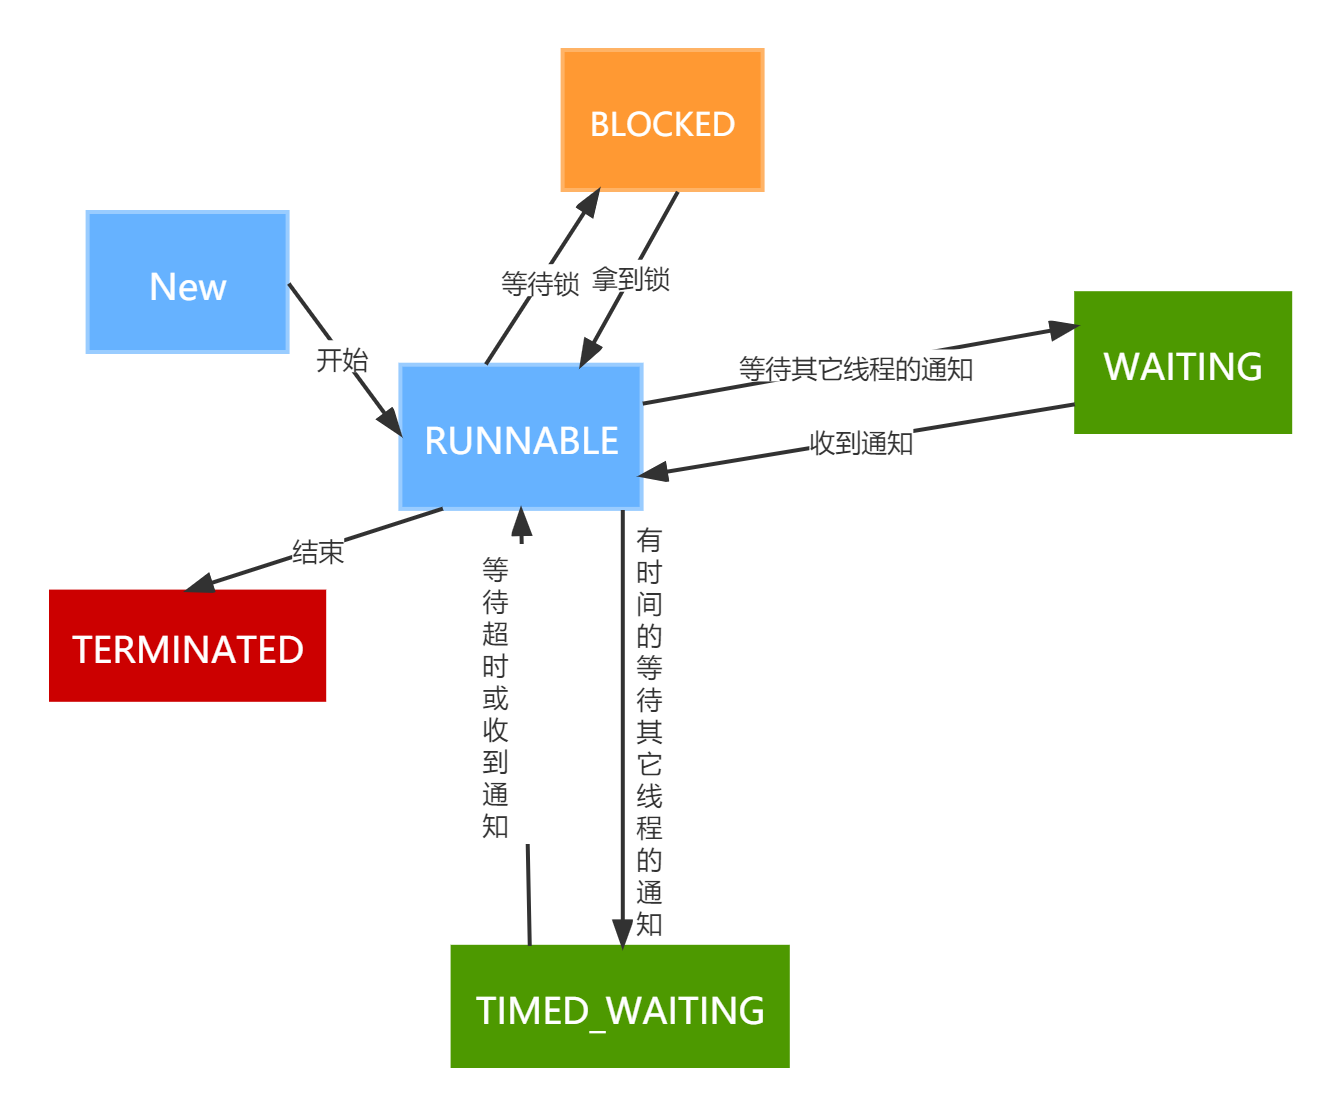 BLOCKED
New
等待锁
拿到锁
开始
等待其它线程的通知
WAITING
RUNNABLE
收到通知
结束
等待超时或收到通知
有时间的等待其它线程的通知
TERMINATED
TIMED_WAITING